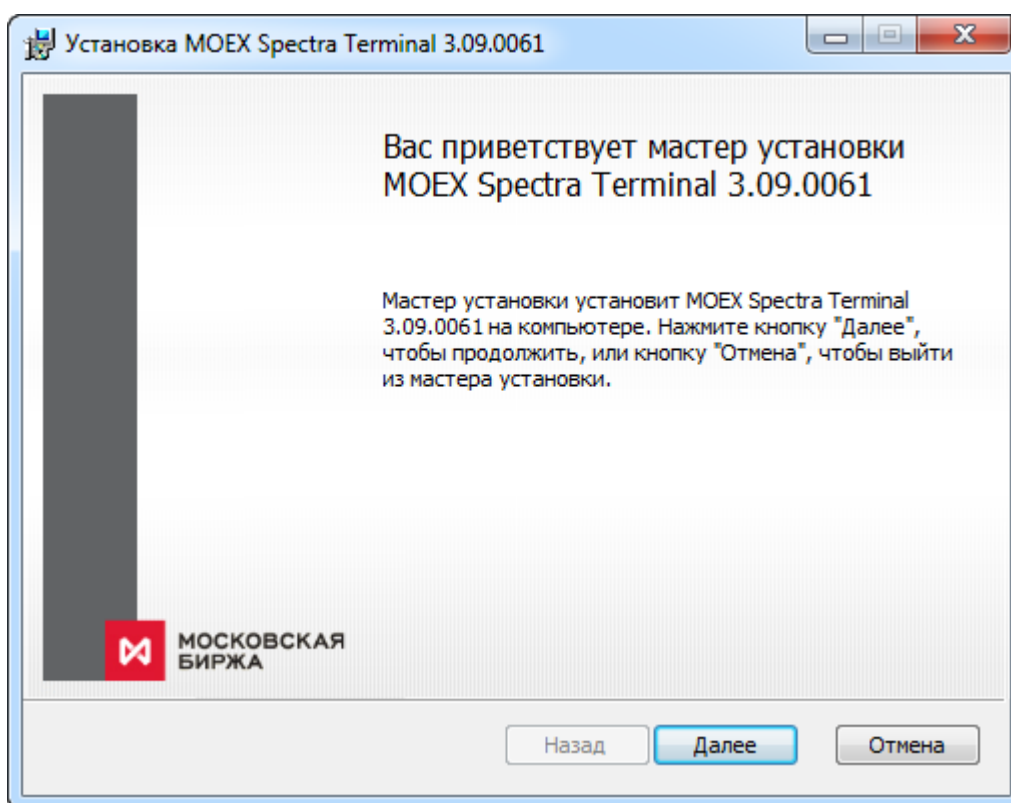 Установка MOEX Spectra Terminal 3.09.0061
Вас приветствует мастер установки
MOEX Spectra Terminal 3.09.0061
Мастер установки установит MOEX Spectra Terminal
3.09.0061 на компьютере. Нажмите кнопку "Далее",
чтобы продолжить, или кнопку "Отмена", чтобы выйти
из мастера установки.
МОСКОВСКАЯ
БИРЖА
Назад
Далее
Отмена